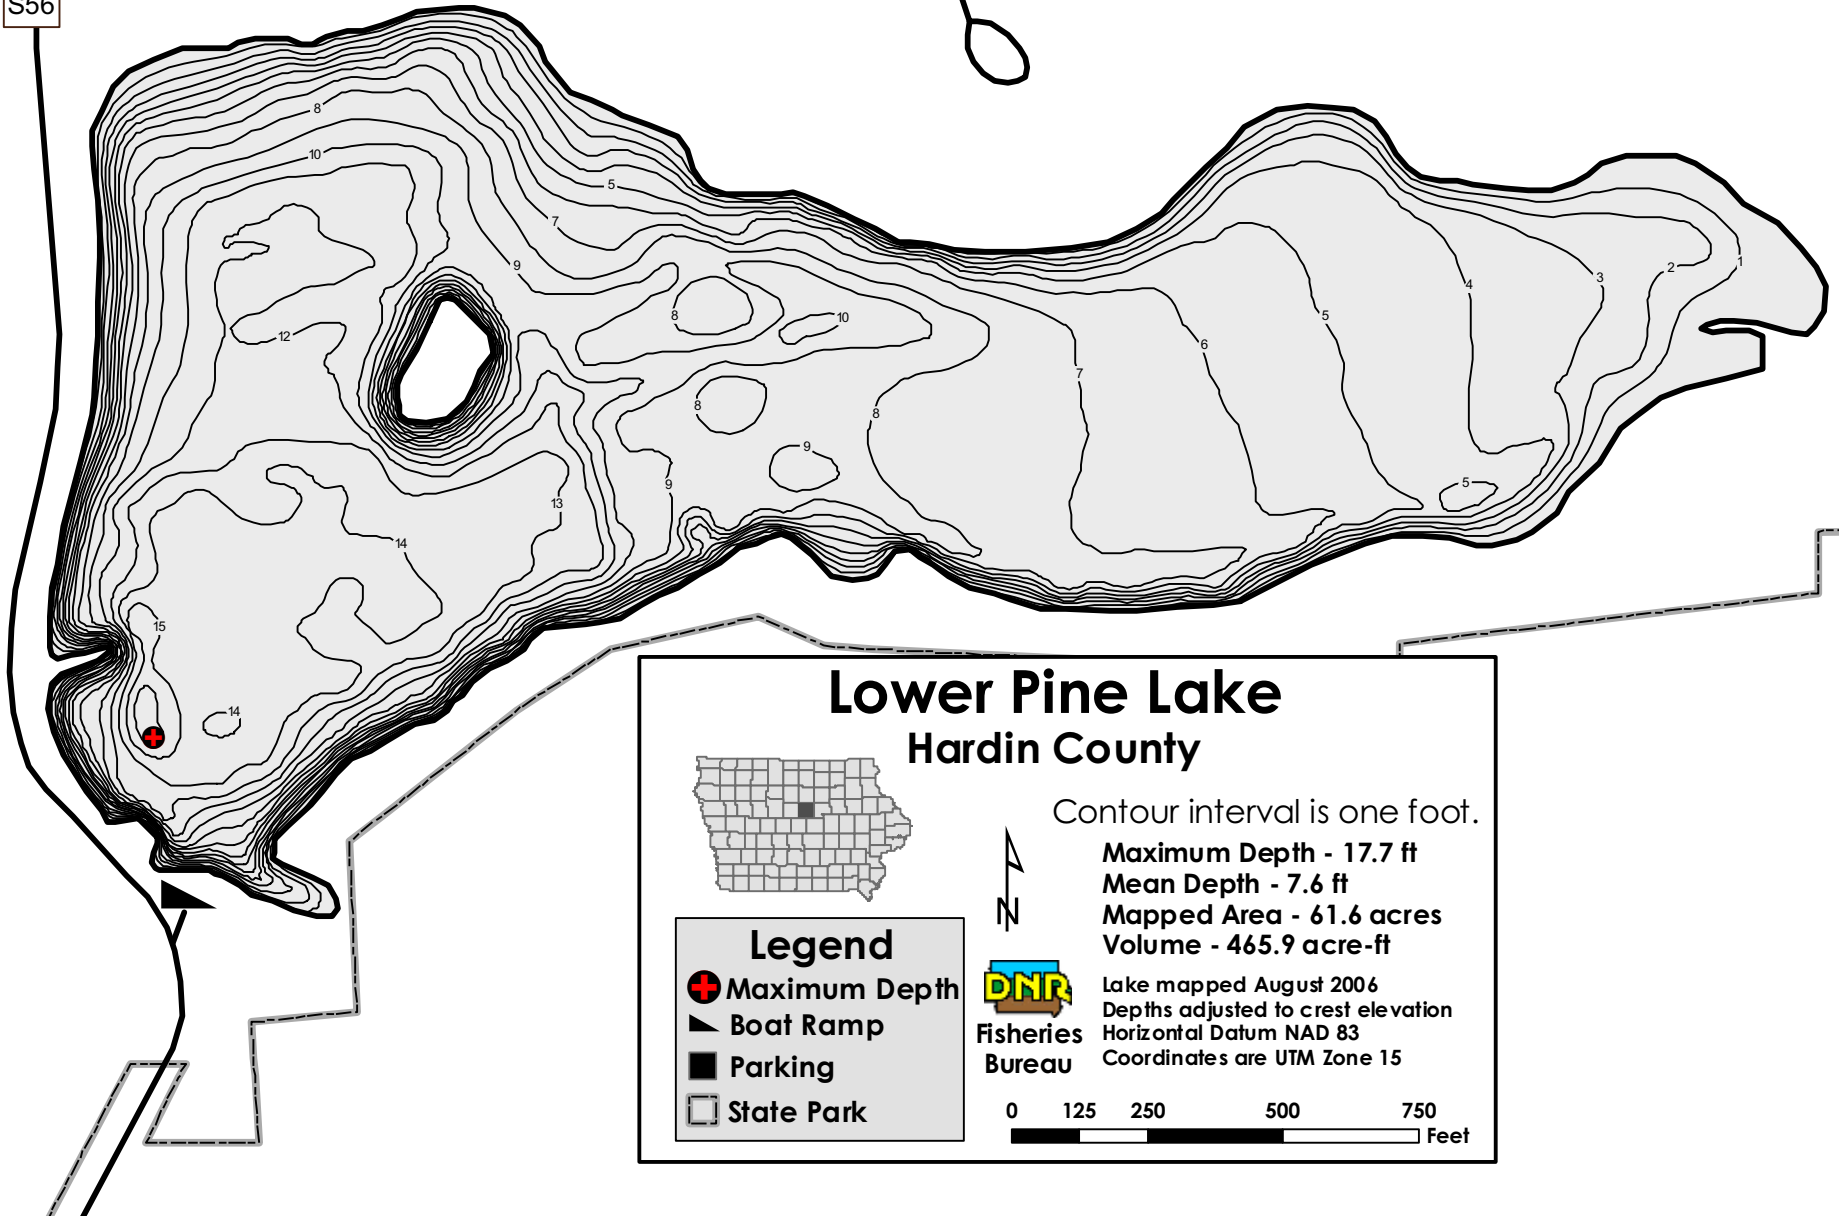 S56
8
10
5
7
9
12
8
10
8
9
8
9
7
6
5
4
3
2
1
5
13
14
15
14
Lower Pine Lake
Hardin County
Contour interval is one foot.
Maximum Depth - 17.7 ft
Mean Depth - 7.6 ft
Mapped Area - 61.6 acres
Volume - 465.9 acre-ft
N
Legend
Maximum Depth
Boat Ramp
Parking
State Park
DNR
Fisheries
Bureau
Lake mapped August 2006
Depths adjusted to crest elevation
Horizontal Datum NAD 83
Coordinates are UTM Zone 15
0 125 250 500 750
Feet